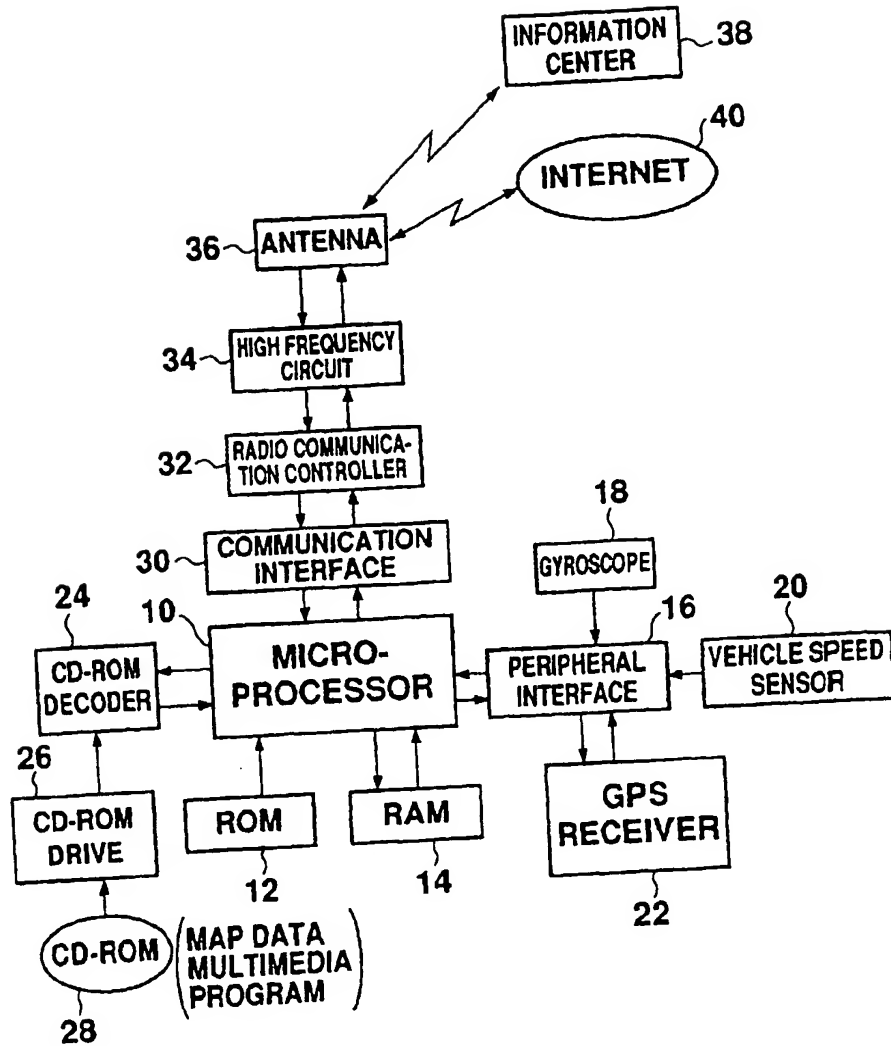 INFORMATION
CENTER
38
40
INTERNET
36
ANTENNA
34
HIGH FREQUENCY
CIRCUIT
32
RADIO COMMUNICA-
TION CONTROLLER
30
COMMUNICATION
INTERFACE
18
GYROSCOPE
24
10
16
20
CD-ROM
DECODER
MICRO-
PROCESSOR
PERIPHERAL
INTERFACE
VEHICLE SPEED
SENSOR
26
CD-ROM
DRIVE
ROM
RAM
GPS
RECEIVER
12
14
22
CD-ROM
(MAP DATA
MULTIMEDIA
PROGRAM)
28